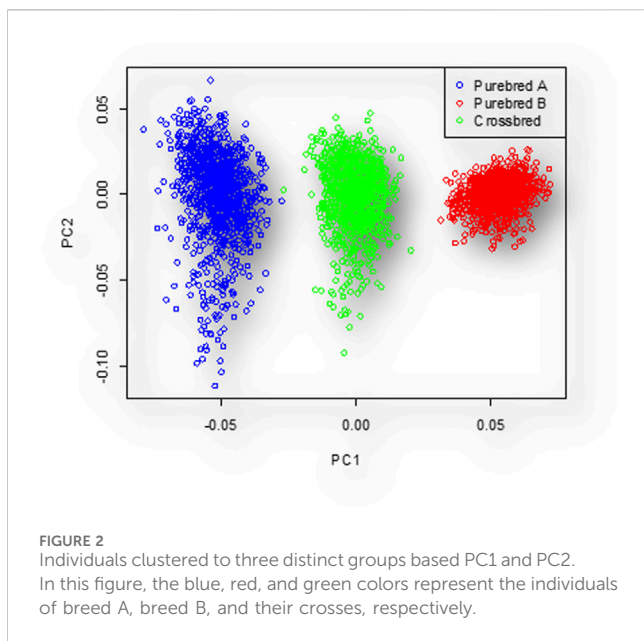 Purebred A
Purebred B
Crossbred
0.05
0.00
-0.05
-0.10
PC2
-0.05
0.00
0.05
PC1
FIGURE 2
Individuals clustered to three distinct groups based PC1 and PC2.
In this figure, the blue, red, and green colors represent the individuals
of breed A, breed B, and their crosses, respectively.